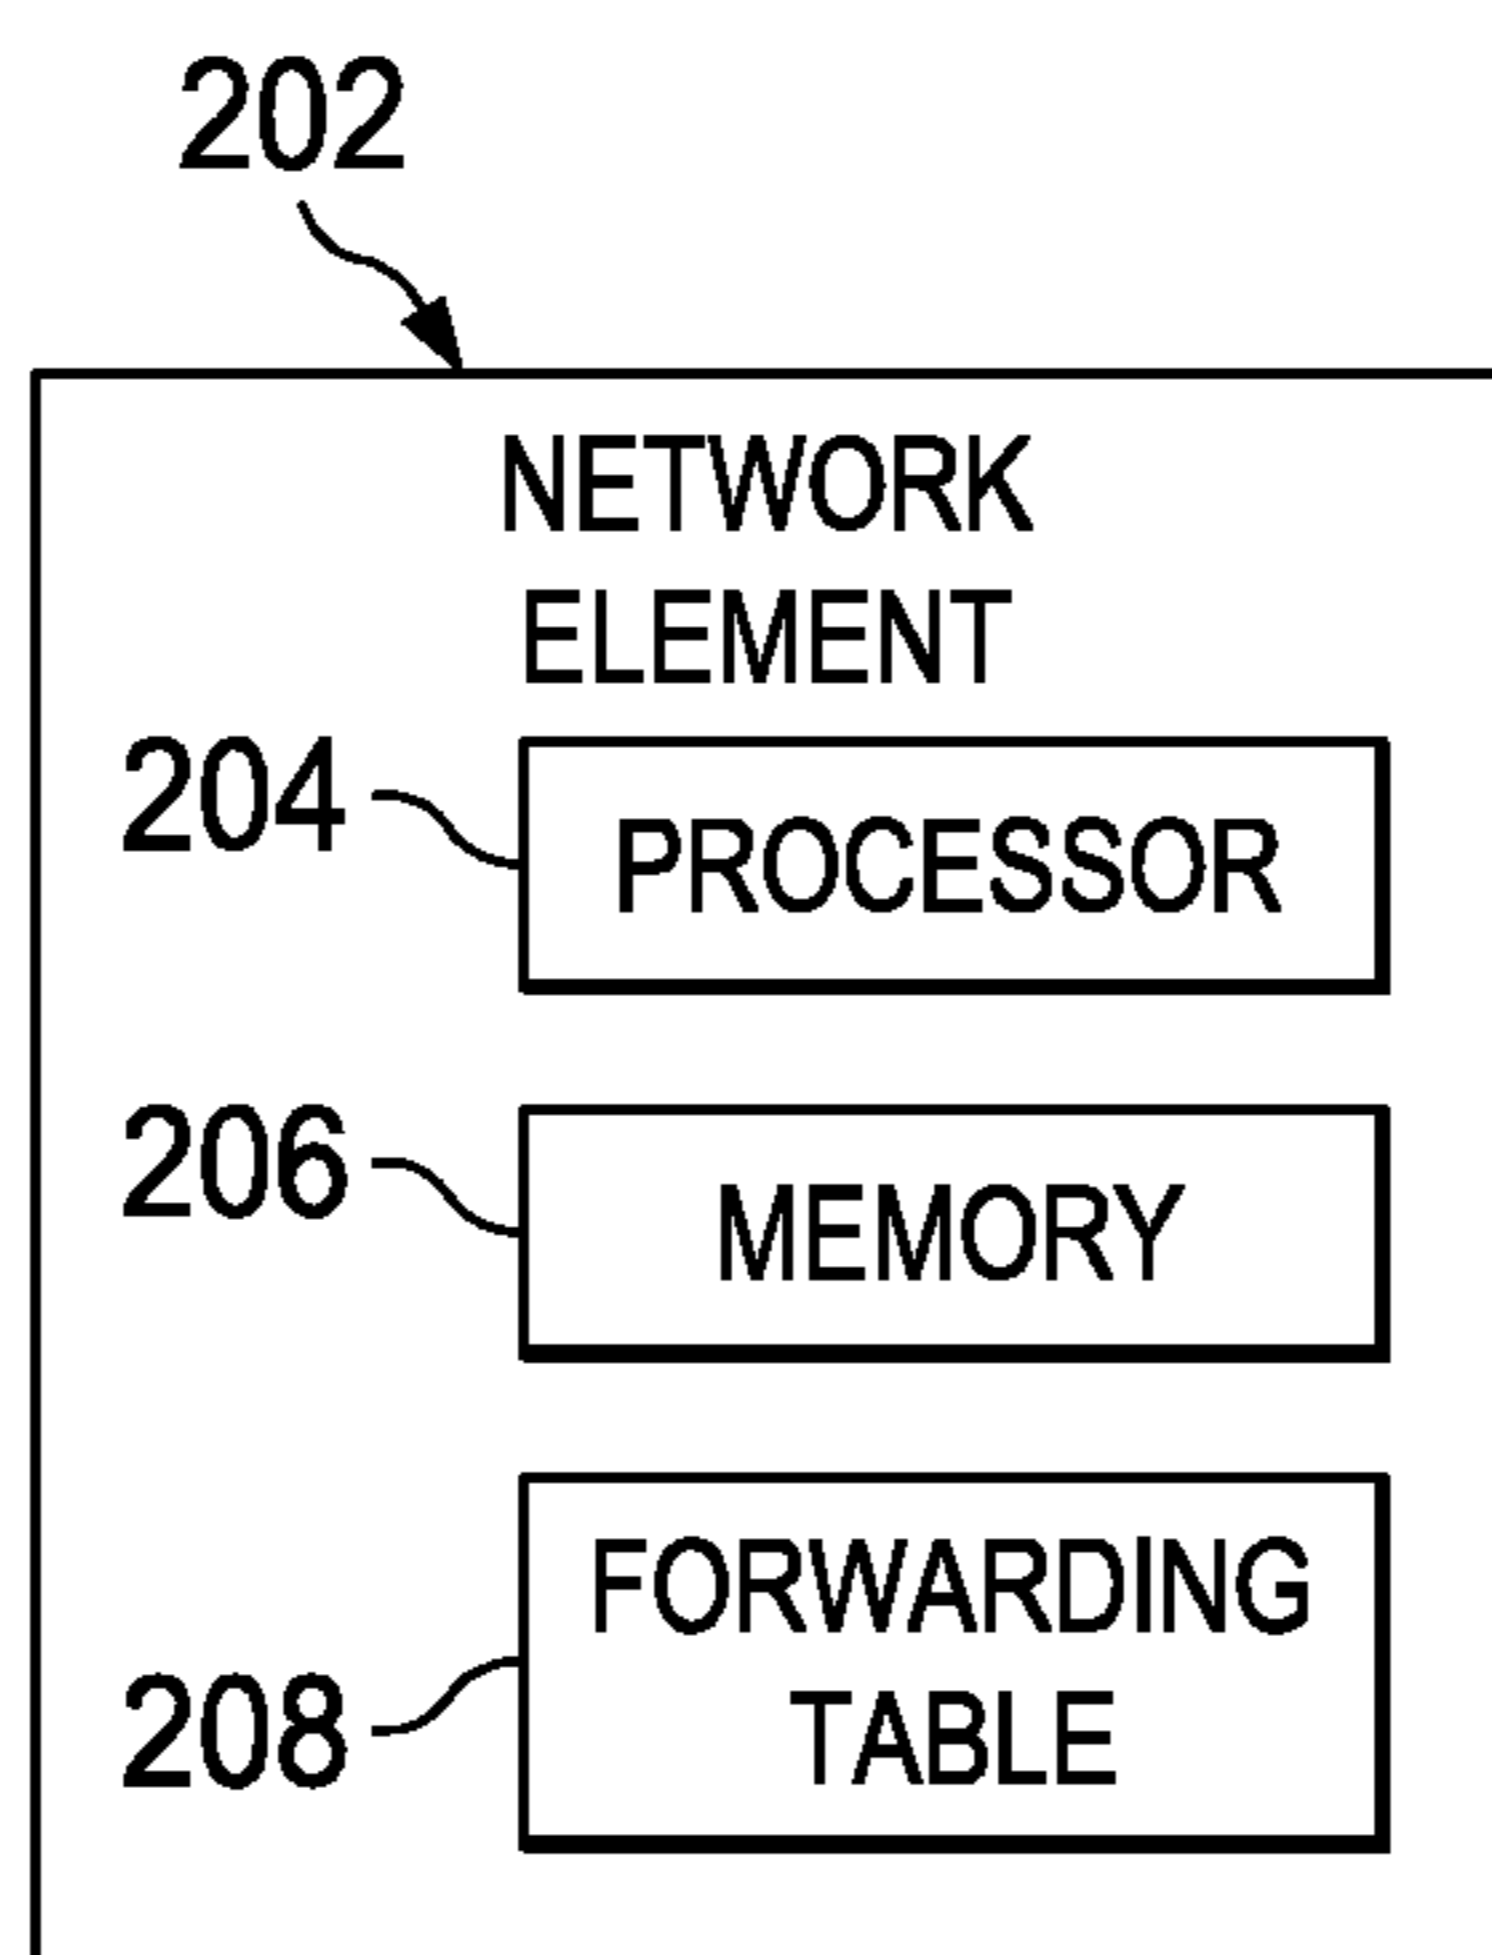 202
NETWORK
ELEMENT
204
PROCESSOR
206
MEMORY
FORWARDING
208
TABLE